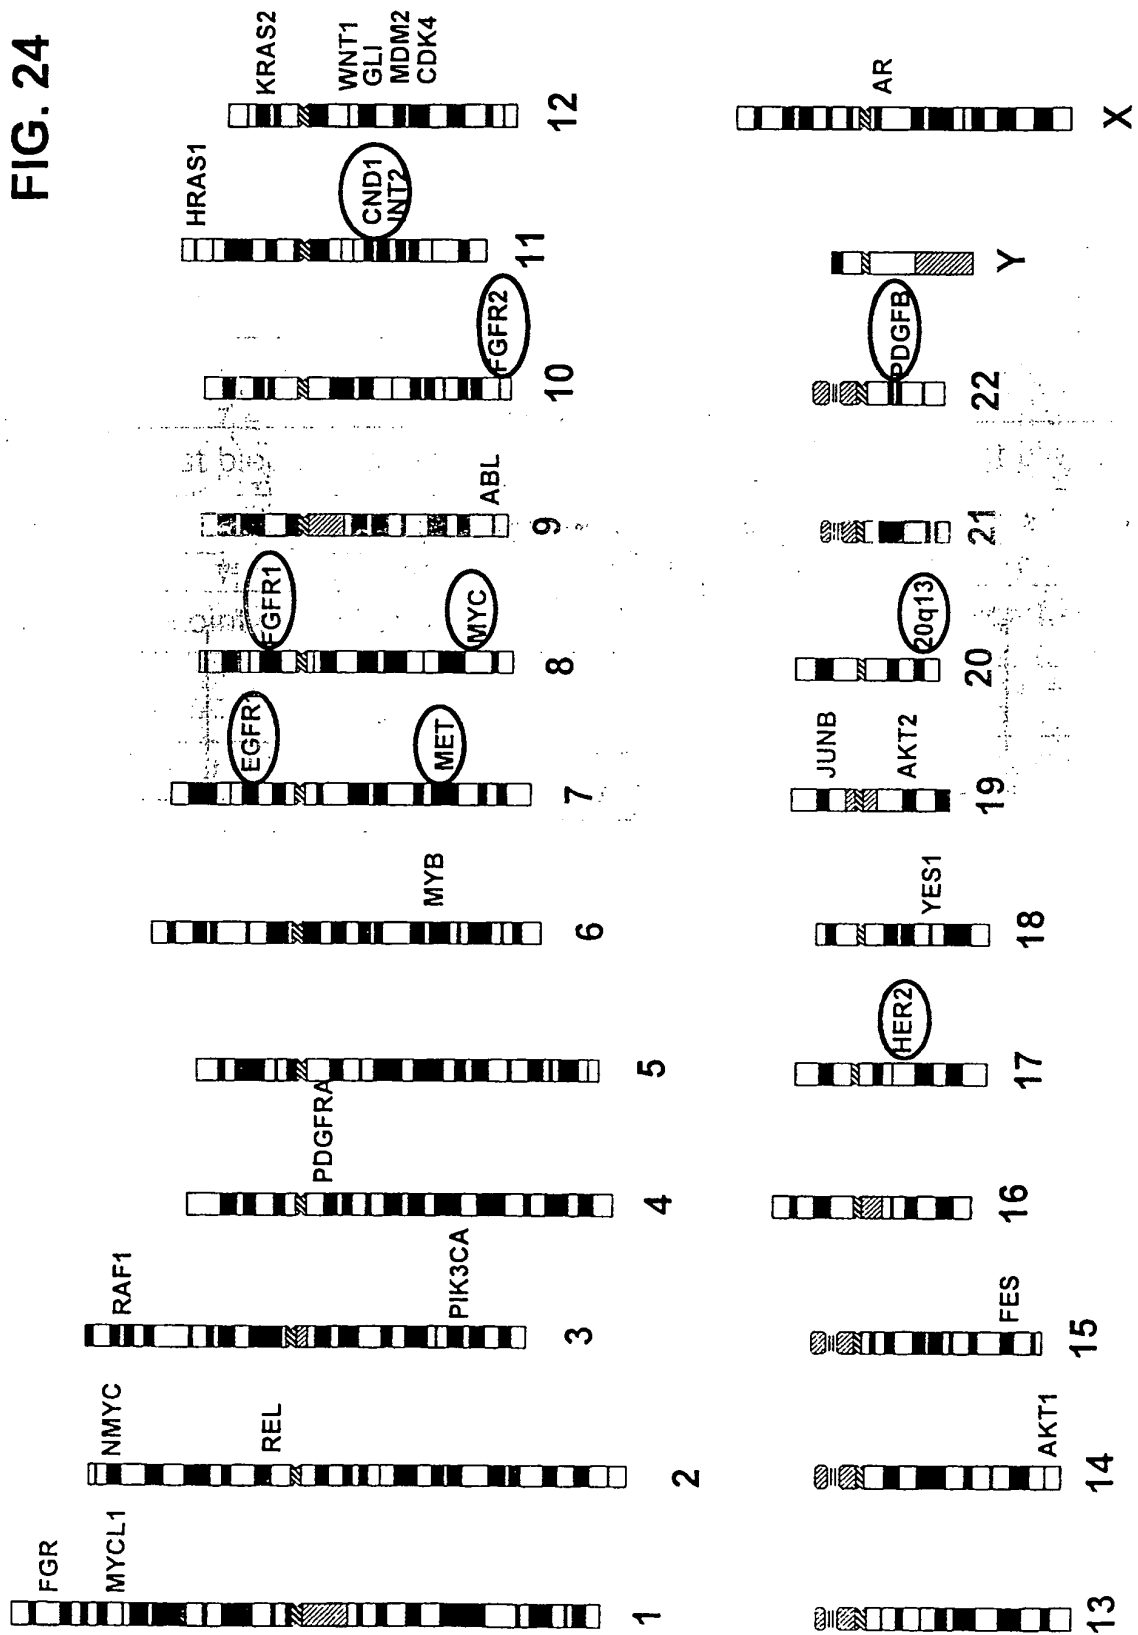 FIG. 24
FGR
MYCL1
1
NMYC
REL
2
RAF1
PIK3CA
3
PDGFRA
4
5
MYB
6
EGFR
MET
7
FGFR1
MYC
8
ABL
9
FGFR2
10
HRAS1
CND1
INT2
11
KRAS2
WNT1
GLI
MDM2
CDK4
12
13
AKT1
14
FES
15
16
HER2
17
YES1
18
JUNB
AKT2
19
20q13
20
21
PDGFB
22
Y
AR
X